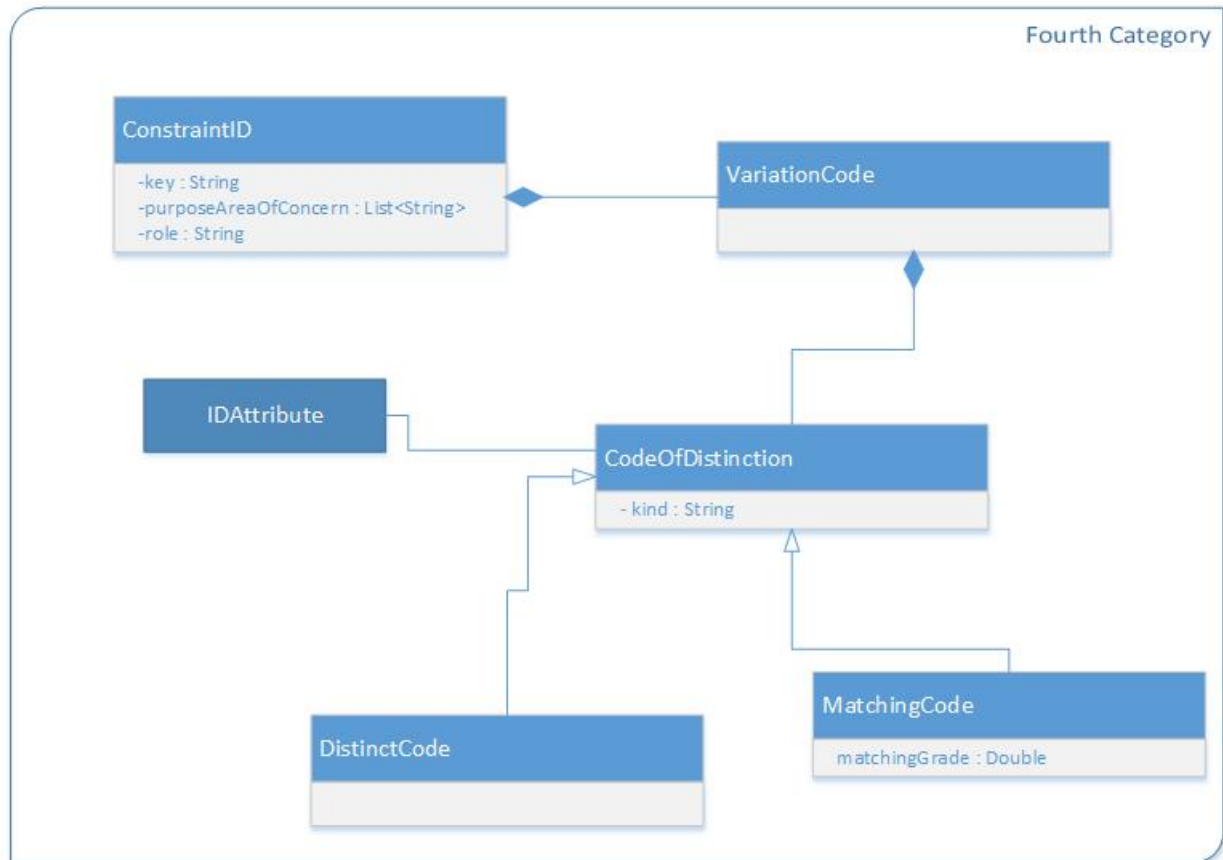 Fourth Category
ConstraintID
-key : String
-purposeAreaOfConcern : List<String>
-role : String
VariationCode
IDAttribute
CodeOfDistinction
- kind : String
MatchingCode
matchingGrade : Double
DistinctCode